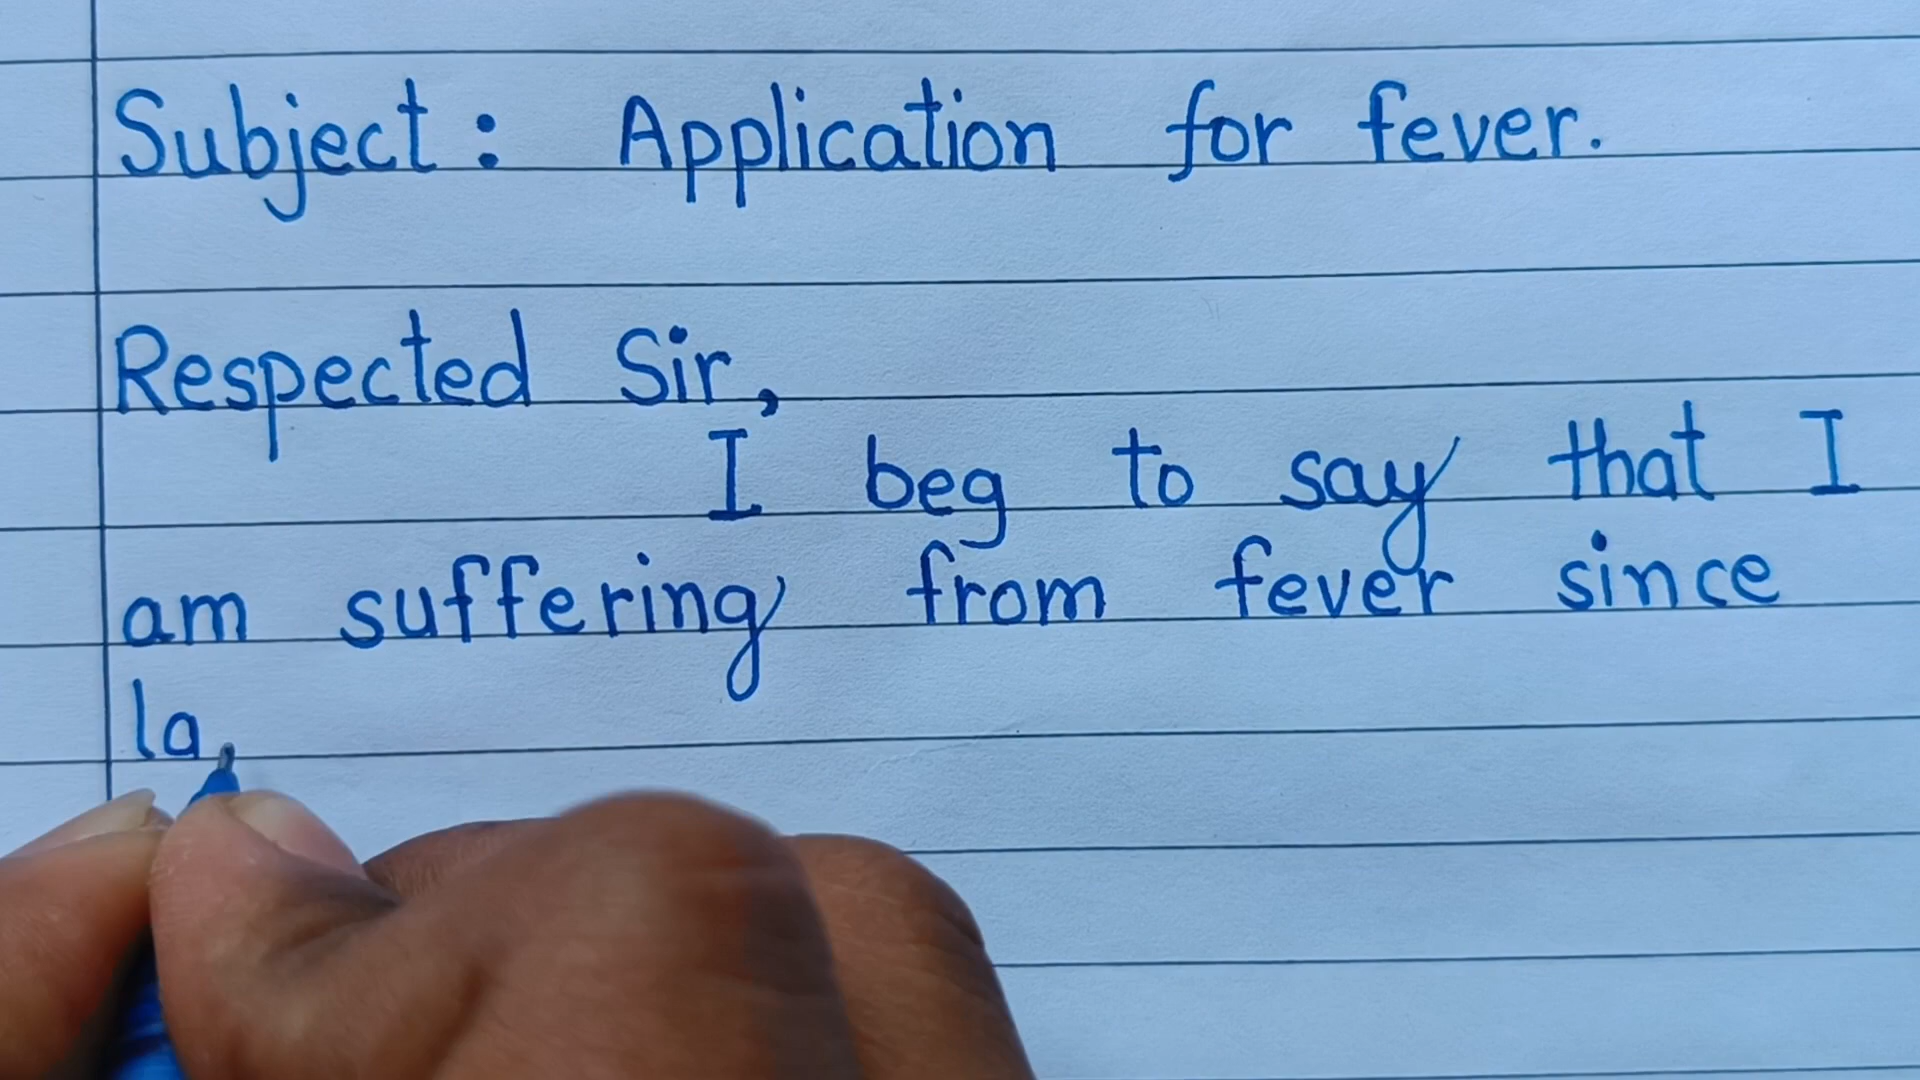 Subject: Application for fever.
Respected Sir,
I beg to say that I
am suffering from fever since
la